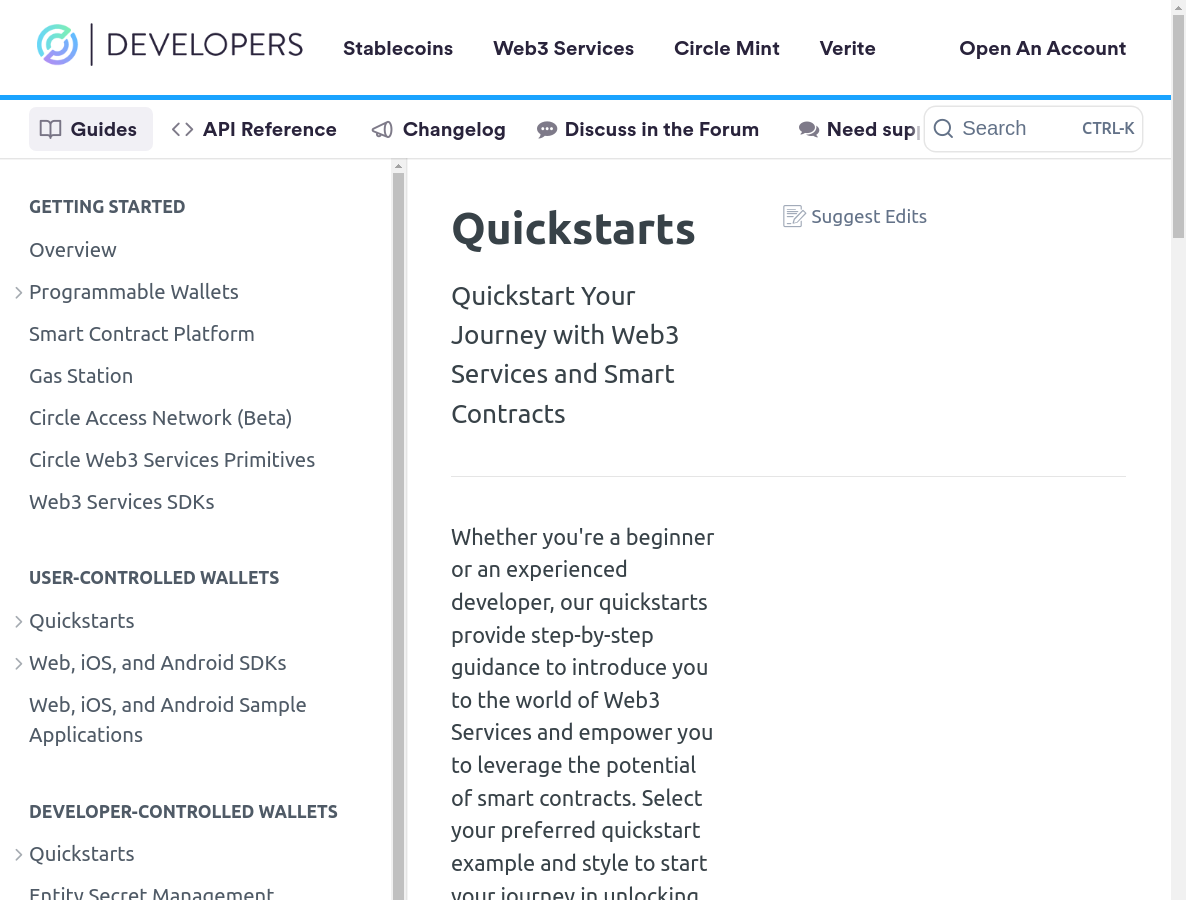 DEVELOPERS
Stablecoins
Web3 Services
Circle Mint
Verite
Open An Account
Guides
API Reference
Changelog
Discuss in the Forum
Need sup
Search
CTRL-K
GETTING STARTED
Overview
Programmable Wallets
Smart Contract Platform
Gas Station
Circle Access Network (Beta)
Circle Web3 Services Primitives
Web3 Services SDKs
USER-CONTROLLED WALLETS
Quickstarts
Web, iOS, and Android SDKs
Web, iOS, and Android Sample
Applications
DEVELOPER-CONTROLLED WALLETS
Quickstarts
Entity Secret Management
Quickstarts
Suggest Edits
Quickstart Your
Journey with Web3
Services and Smart
Contracts
Whether you're a beginner
or an experienced
developer, our quickstarts
provide step-by-step
guidance to introduce you
to the world of Web3
Services and empower you
to leverage the potential
of smart contracts. Select
your preferred quickstart
example and style to start
your journey in unlocking